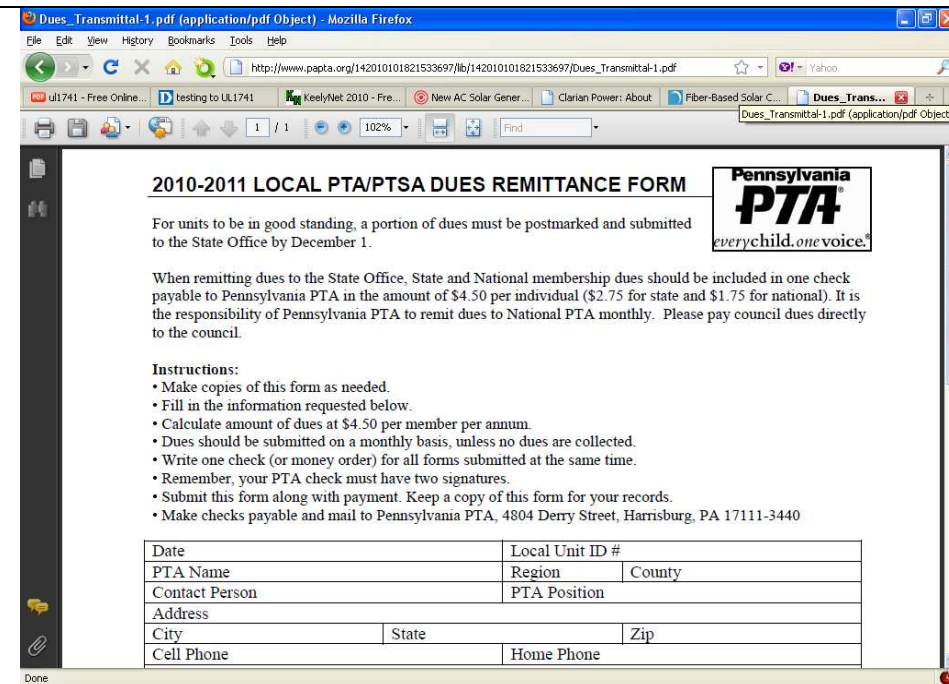 Dues_Transmittal-1.pdf (application/pdf Object) - Mozilla Firefox
File Edit View History Bookmarks Tools Help
http://www.papta.org/142010101821533697/lib/142010101821533697/Dues_Transmittal-1.pdf Yahoo
ul1741 - Free Online... testing to UL1741 KeelyNet 2010 - Fre... New AC Solar Gener... Clarian Power: About Fiber-Based Solar C... Dues_Trans...
Dues_Transmittal-1.pdf (application/pdf Object
1 / 1 102% Find
2010-2011 LOCAL PTA/PTSA DUES REMITTANCE FORM
Pennsylvania
PTA®
everychild.onevoice.®
For units to be in good standing, a portion of dues must be postmarked and submitted
to the State Office by December 1.
When remitting dues to the State Office, State and National membership dues should be included in one check
payable to Pennsylvania PTA in the amount of $4.50 per individual ($2.75 for state and $1.75 for national). It is
the responsibility of Pennsylvania PTA to remit dues to National PTA monthly. Please pay council dues directly
to the council.
Instructions:
• Make copies of this form as needed.
• Fill in the information requested below.
• Calculate amount of dues at $4.50 per member per annum.
• Dues should be submitted on a monthly basis, unless no dues are collected.
• Write one check (or money order) for all forms submitted at the same time.
• Remember, your PTA check must have two signatures.
• Submit this form along with payment. Keep a copy of this form for your records.
• Make checks payable and mail to Pennsylvania PTA, 4804 Derry Street, Harrisburg, PA 17111-3440
Date Local Unit ID #
PTA Name Region County
Contact Person PTA Position
Address
City State Zip
Cell Phone Home Phone
Done